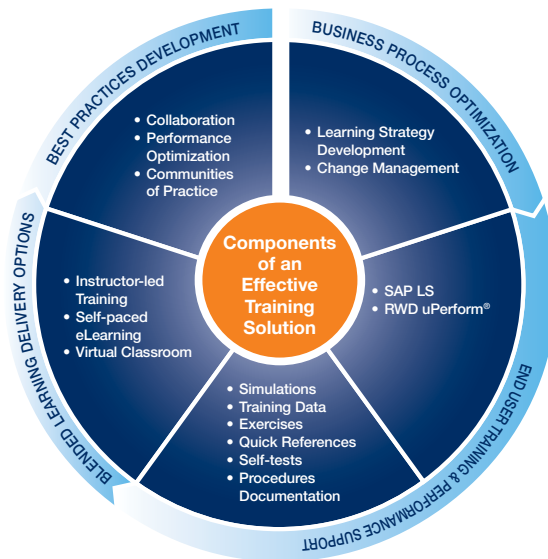 BEST PRACTICES DEVELOPMENT
BUSINESS PROCESS OPTIMIZATION
• Collaboration
• Performance
Optimization
• Communities
of Practice
• Learning Strategy
Development
• Change Management
Components
of an
Effective
Training
Solution
• Instructor-led
Training
• Self-paced
eLearning
• Virtual Classroom
• SAP LS
• RWD uPerform®
• Simulations
• Training Data
• Exercises
• Quick References
• Self-tests
• Procedures
Documentation
BLENDED LEARNING DELIVERY OPTIONS
END USER TRAINING & PERFORMANCE SUPPORT